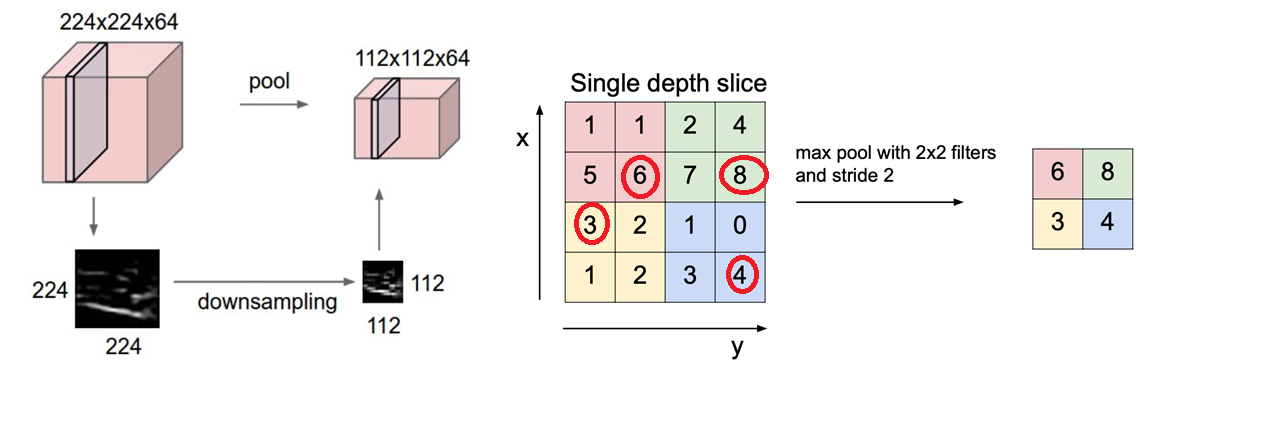 224x224x64
pool
112x112x64
224
224
downsampling
112
112
Single depth slice
x
1 1 2 4
5 6 7 8
3 2 1 0
1 2 3 4
y
max pool with 2x2 filters
and stride 2
6 8
3 4